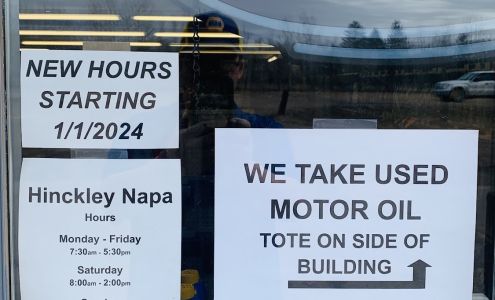 NEW HOURS
STARTING
1/1/2024
Hinckley Napa
Hours
Monday - Friday
7:30am - 5:30pm
Saturday
8:00am - 2:00pm
WE TAKE USED
MOTOR OIL
TOTE ON SIDE OF
BUILDING